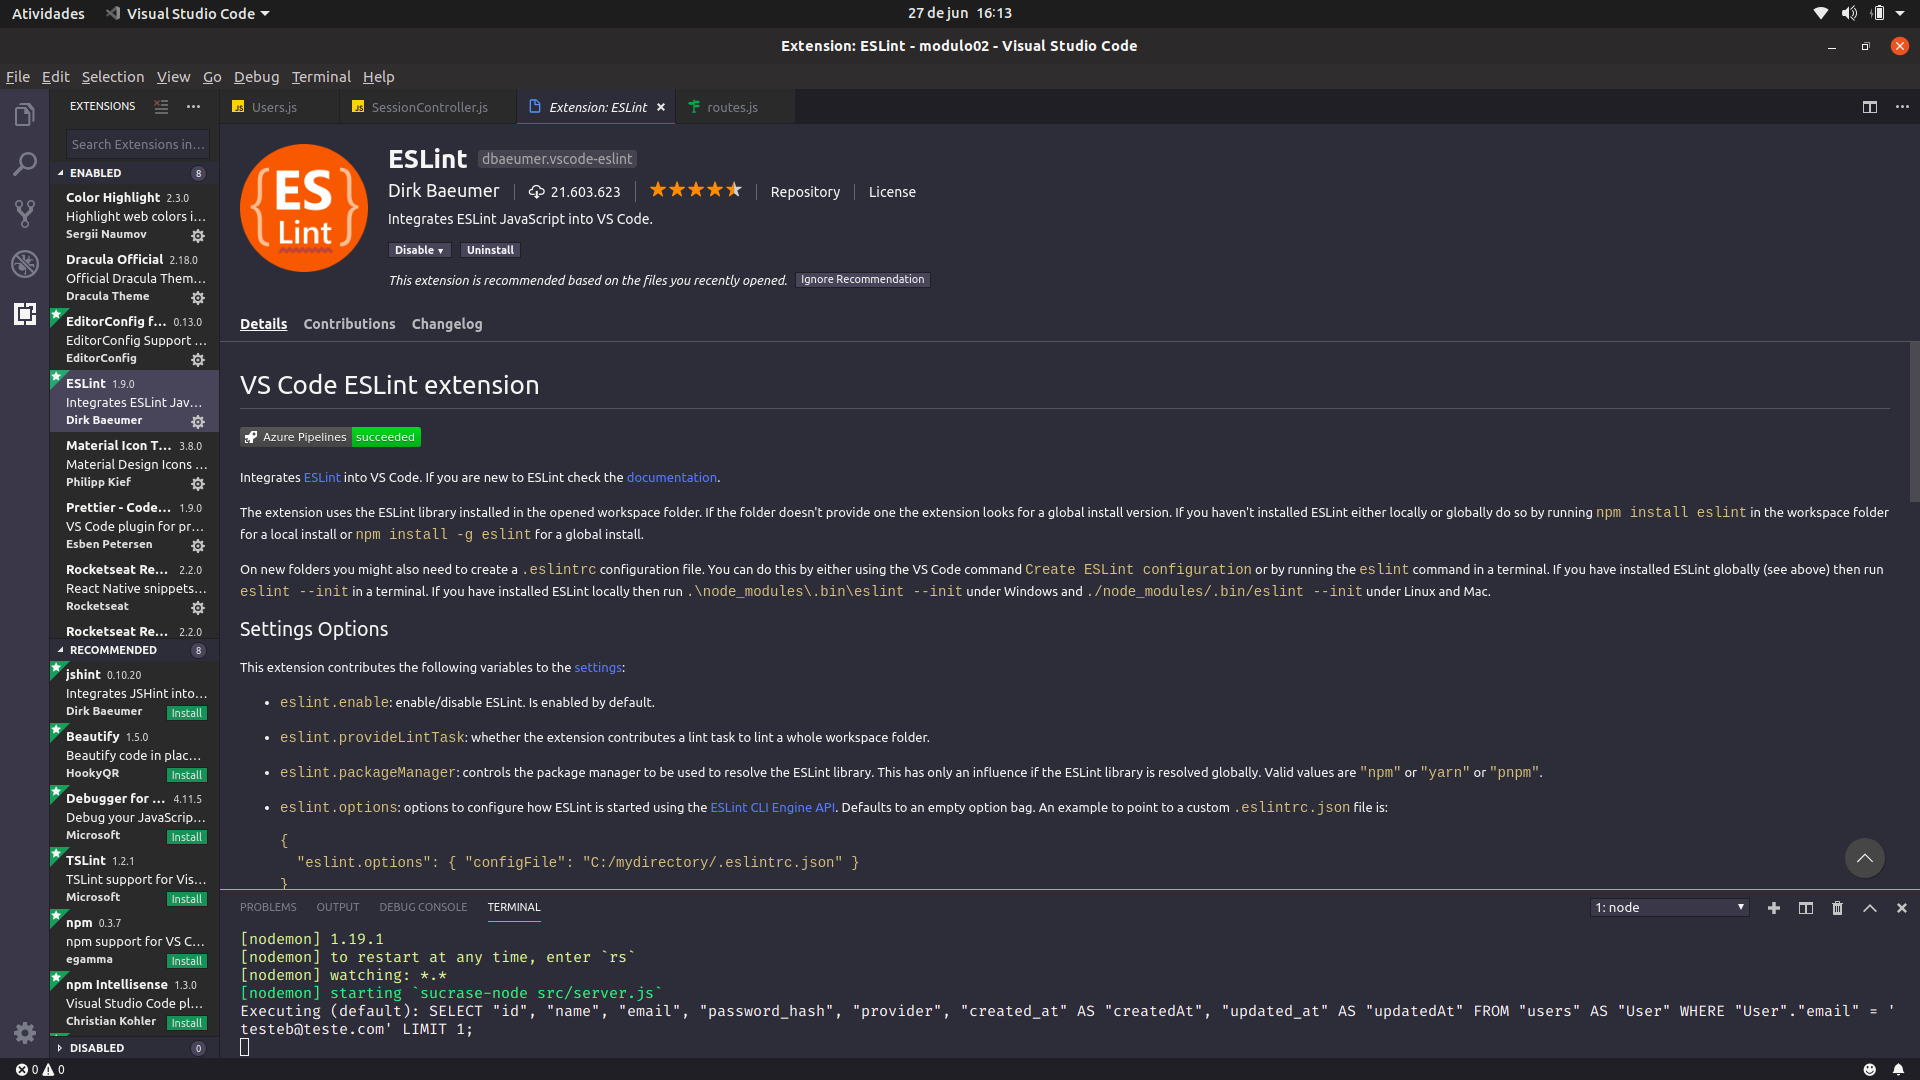 Atividades
Visual Studio Code
27 de jun 16:13
Extension: ESLint - modulo02 - Visual Studio Code
File Edit Selection View Go Debug Terminal Help
EXTENSIONS
Users.js
SessionController.js
Extension: ESLint
routes.js
Search Extensions in…
ENABLED 8
Color Highlight 2.3.0
Highlight web colors i…
Sergii Naumov
Dracula Official 2.18.0
Official Dracula Them…
Dracula Theme
EditorConfig f… 0.13.0
EditorConfig Support …
EditorConfig
ESLint 1.9.0
Integrates ESLint Jav…
Dirk Baeumer
Material Icon T… 3.8.0
Material Design Icons …
Philipp Kief
Prettier - Code… 1.9.0
VS Code plugin for pr…
Esben Petersen
Rocketseat Re… 2.2.0
React Native snippets…
Rocketseat
Rocketseat Re… 2.2.0
RECOMMENDED 8
jshint 0.10.20
Integrates JSHint into…
Dirk Baeumer Install
Beautify 1.5.0
Beautify code in plac…
HookyQR Install
Debugger for … 4.11.5
Debug your JavaScrip…
Microsoft Install
TSLint 1.2.1
TSLint support for Vis…
Microsoft Install
npm 0.3.7
npm support for VS C…
egamma Install
npm Intellisense 1.3.0
Visual Studio Code pl…
Christian Kohler Install
DISABLED 0
ES
Lint
ESLint dbaeumer.vscode-eslint
Dirk Baeumer 21.603.623 Repository License
Integrates ESLint JavaScript into VS Code.
Disable Uninstall
This extension is recommended based on the files you recently opened. Ignore Recommendation
Details Contributions Changelog
VS Code ESLint extension
Azure Pipelines succeeded
Integrates ESLint into VS Code. If you are new to ESLint check the documentation.
The extension uses the ESLint library installed in the opened workspace folder. If the folder doesn't provide one the extension looks for a global install version. If you haven't installed ESLint either locally or globally do so by running npm install eslint in the workspace folder
for a local install or npm install -g eslint for a global install.
On new folders you might also need to create a .eslintrc configuration file. You can do this by either using the VS Code command Create ESLint configuration or by running the eslint command in a terminal. If you have installed ESLint globally (see above) then run
eslint --init in a terminal. If you have installed ESLint locally then run .\node_modules\.bin\eslint --init under Windows and ./node_modules/.bin/eslint --init under Linux and Mac.
Settings Options
This extension contributes the following variables to the settings:
• eslint.enable: enable/disable ESLint. Is enabled by default.
• eslint.provideLintTask: whether the extension contributes a lint task to lint a whole workspace folder.
• eslint.packageManager: controls the package manager to be used to resolve the ESLint library. This has only an influence if the ESLint library is resolved globally. Valid values are "npm" or "yarn" or "pnpm".
• eslint.options: options to configure how ESLint is started using the ESLint CLI Engine API. Defaults to an empty option bag. An example to point to a custom .eslintrc.json file is:
{
"eslint.options": { "configFile": "C:/mydirectory/.eslintrc.json" }
}
PROBLEMS OUTPUT DEBUG CONSOLE TERMINAL 1: node
[nodemon] 1.19.1
[nodemon] to restart at any time, enter `rs`
[nodemon] watching: *.*
[nodemon] starting `sucrase-node src/server.js`
Executing (default): SELECT "id", "name", "email", "password_hash", "provider", "created_at" AS "createdAt", "updated_at" AS "updatedAt" FROM "users" AS "User" WHERE "User"."email" = '
testeb@teste.com' LIMIT 1;
0 0